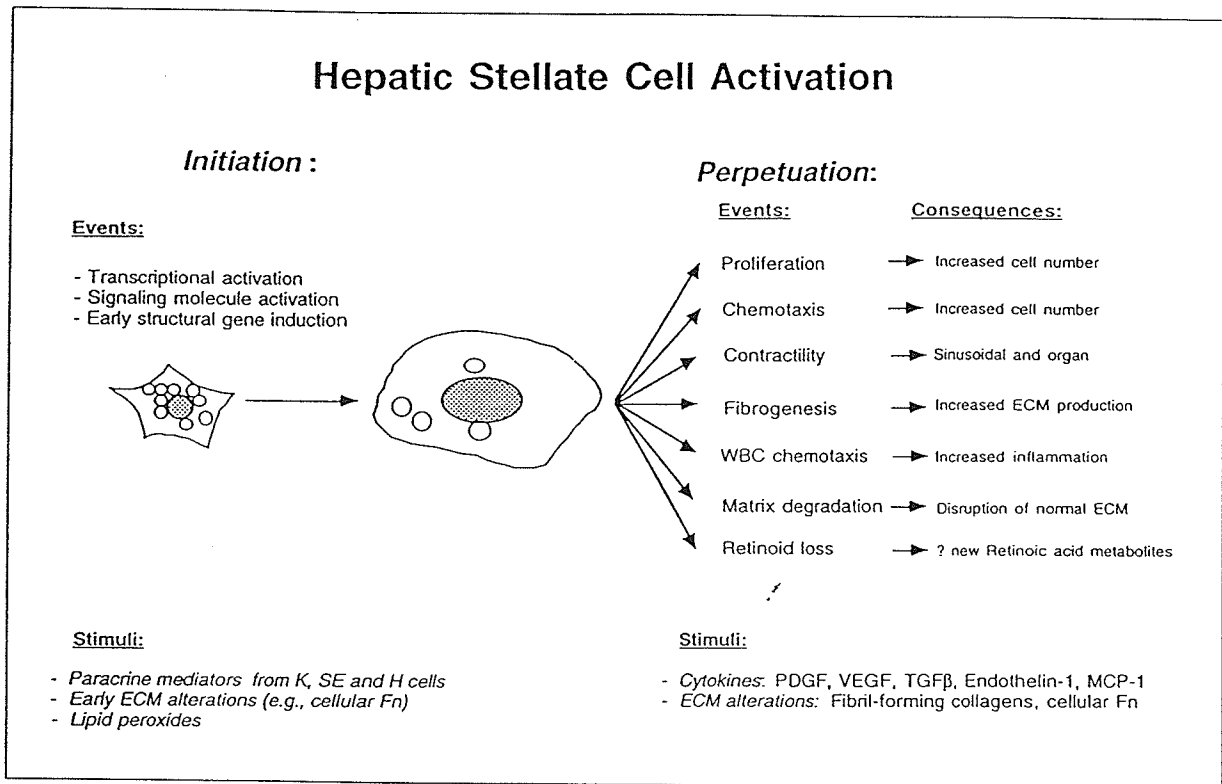 Hepatic Stellate Cell Activation
Initiation :
Events:
- Transcriptional activation
- Signaling molecule activation
- Early structural gene induction
Stimuli:
- Paracrine mediators from K, SE and H cells
- Early ECM alterations (e.g., cellular Fn)
- Lipid peroxides
Perpetuation:
Events: Consequences:
Proliferation Increased cell number
Chemotaxis Increased cell number
Contractility Sinusoidal and organ
Fibrogenesis Increased ECM production
WBC chemotaxis Increased inflammation
Matrix degradation Disruption of normal ECM
Retinoid loss ? new Retinoic acid metabolites
Stimuli:
- Cytokines: PDGF, VEGF, TGFβ, Endothelin-1, MCP-1
- ECM alterations: Fibril-forming collagens, cellular Fn